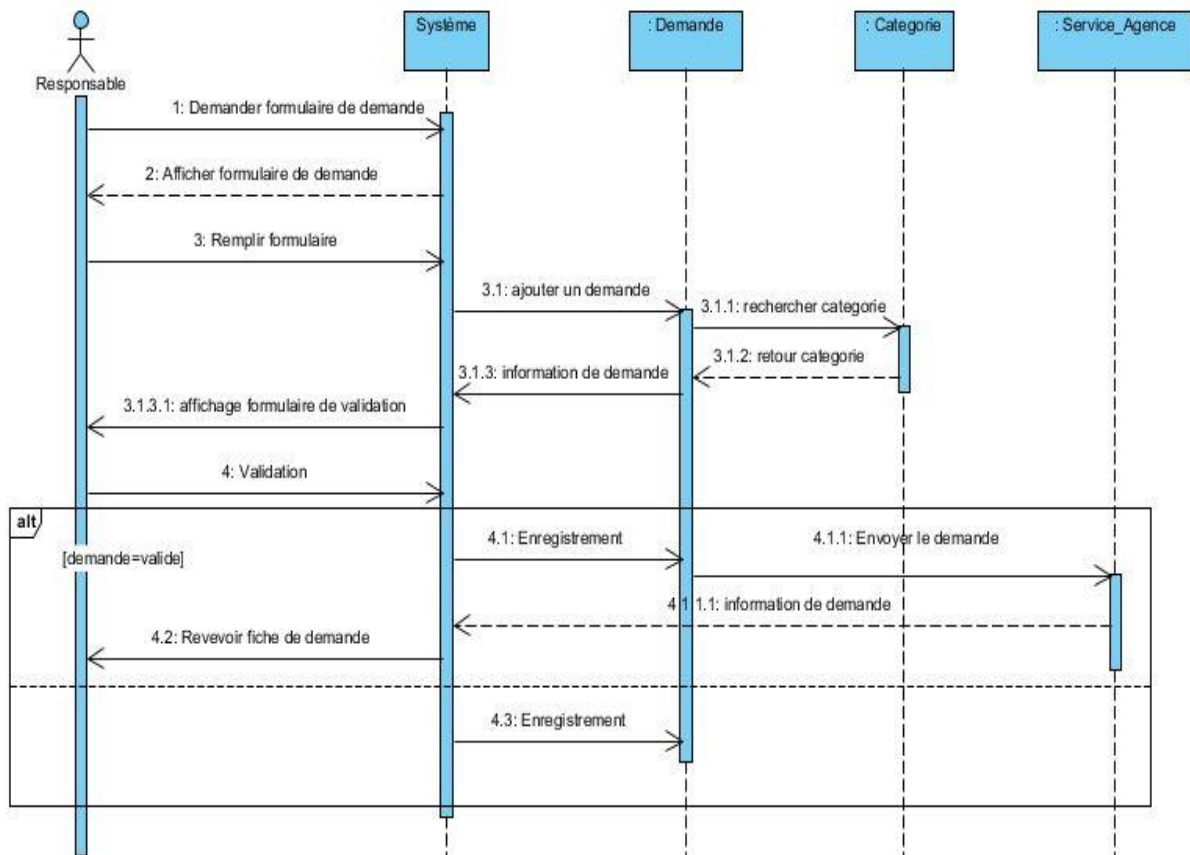 Système
: Demande
: Categorie
: Service_Agence
Responsable
1: Demander formulaire de demande
2: Afficher formulaire de demande
3: Remplir formulaire
3.1: ajouter un demande
3.1.1: rechercher categorie
3.1.2: retour categorie
3.1.3: information de demande
3.1.3.1: affichage formulaire de validation
4: Validation
alt
[demande=valide]
4.1: Enregistrement
4.1.1: Envoyer le demande
4.1.1.1: information de demande
4.2: Revevoir fiche de demande
4.3: Enregistrement